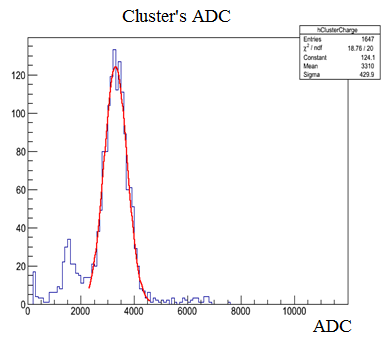 Cluster's ADC
hClusterCharge
Entries 1647
χ² / ndf 18.76 / 20
Constant 124.1
Mean 3310
Sigma 429.9
120
100
80
60
40
20
0
0 2000 4000 6000 8000 10000
ADC